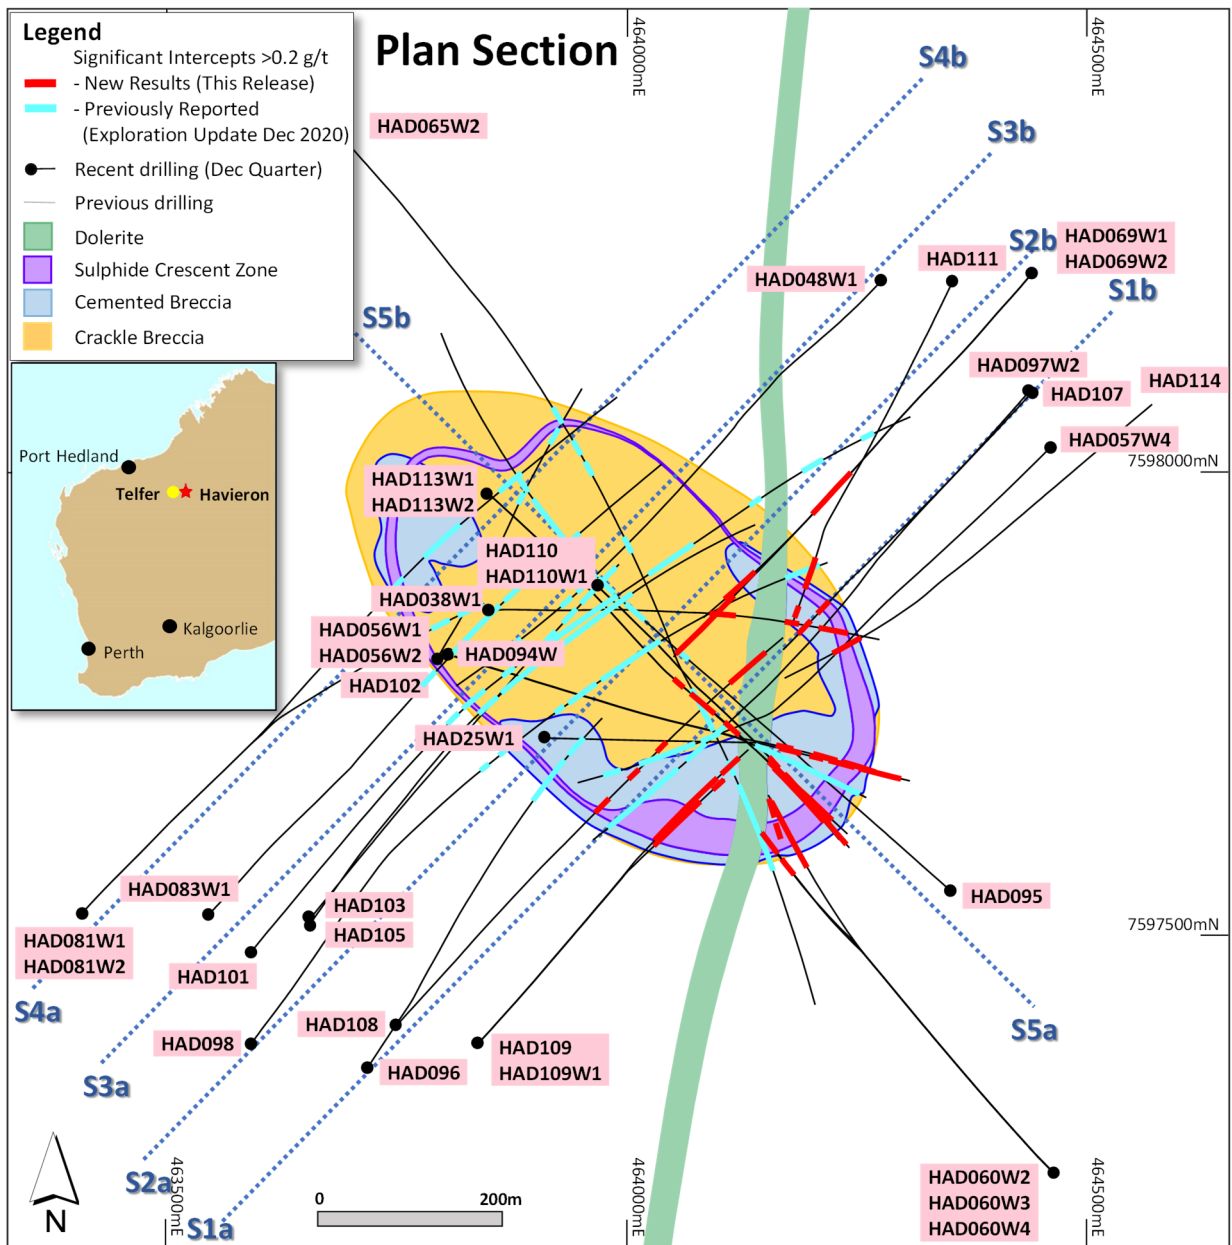 Legend
Significant Intercepts >0.2 g/t
- New Results (This Release)
- Previously Reported
(Exploration Update Dec 2020)
Recent drilling (Dec Quarter)
Previous drilling
Dolerite
Sulphide Crescent Zone
Cemented Breccia
Crackle Breccia
Plan Section
464000mE
464500mE
S4b
HAD065W2
S3b
S2b
HAD069W1
HAD069W2
HAD111
HAD048W1
S1b
S5b
HAD097W2
HAD107
HAD114
HAD057W4
7598000mN
Port Hedland
Telfer
Havieron
Kalgoorlie
Perth
HAD113W1
HAD113W2
HAD110
HAD110W1
HAD038W1
HAD056W1
HAD056W2
HAD094W
HAD102
HAD25W1
HAD083W1
HAD103
HAD105
HAD095
HAD081W1
HAD081W2
HAD101
7597500mN
S4a
HAD108
S5a
HAD098
HAD109
HAD109W1
HAD096
S3a
S2a
463500mE
464000mE
464500mE
HAD060W2
HAD060W3
HAD060W4
0
200m
N
S1a